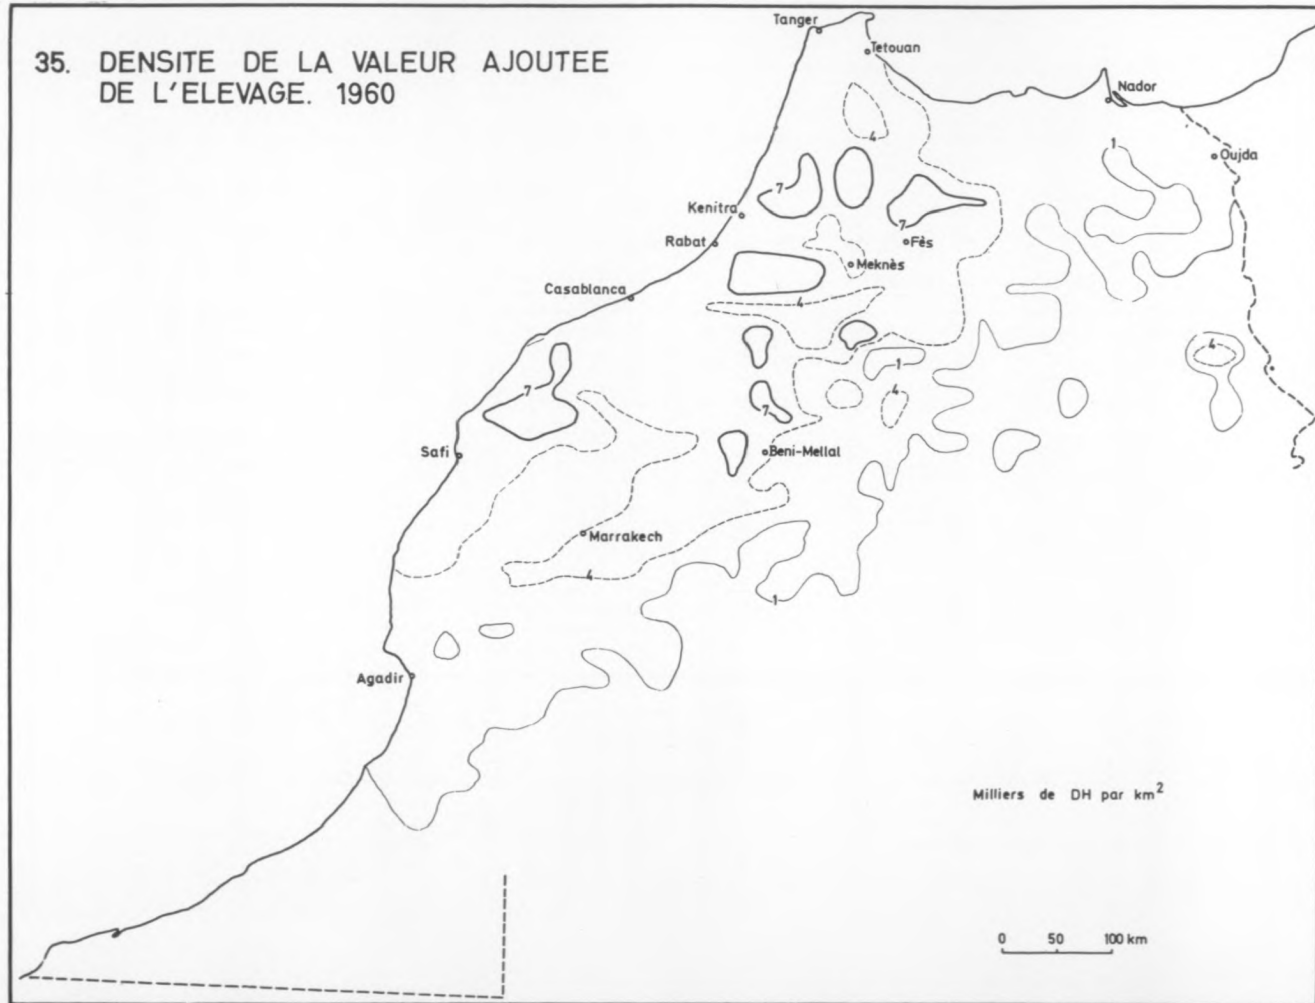 35. DENSITE DE LA VALEUR AJOUTEE
DE L'ELEVAGE. 1960
Tanger
Tetouan
Nador
4
1
Oujda
7
Kenitra
7
Rabat
Fès
Meknès
Casablanca
4
1
4
7
4
7
Safi
Beni-Mellal
Marrakech
4
1
Agadir
Milliers de DH par km²
0 50 100 km